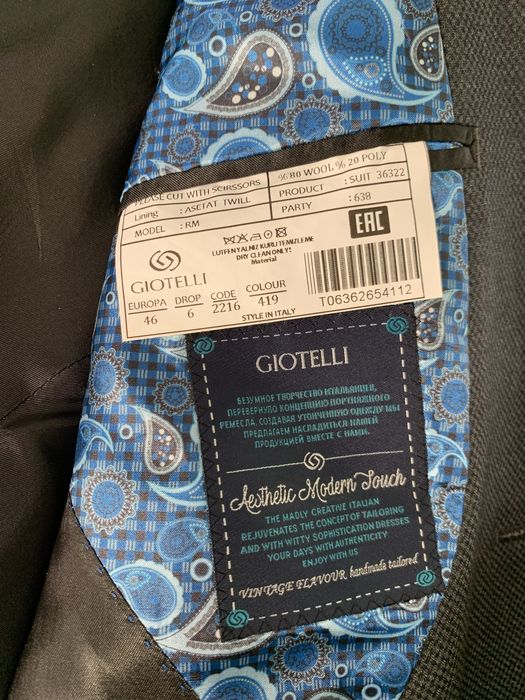 PLEASE CUT WITH SCISSORS
% 80 WOOL % 20 POLY
Lining : ASETAT TWILL
PRODUCT : SUIT 36322
MODEL : RM
PARTY : 638
EAC
LUTFEN YALNIZ KURU TEMIZLEME
DRY CLEAN ONLY!
Material
GIOTELLI
EUROPA DROP CODE COLOUR
46 6 2216 419
STYLE IN ITALY
T06362654112
GIOTELLI
БЕЗУМНОЕ ТВОРЧЕСТВО ИТАЛЬЯНЦЕВ,
ПЕРЕВЕРНУЛО КОНЦЕПЦИЮ ПОРТНЯЖНОГО
РЕМЕСЛА, СОЗДАВАЯ УТОНЧЕННУЮ ОДЕЖДУ МЫ
ПРЕДЛАГАЕМ НАСЛАДИТЬСЯ НАШЕЙ
ПРОДУКЦИЕЙ ВМЕСТЕ С НАМИ.
Aesthetic Modern Touch
THE MADLY CREATIVE ITALIAN
REJUVENATES THE CONCEPT OF TAILORING
AND WITH WITTY SOPHISTICATION DRESSES
YOUR DAYS WITH AUTHENTICITY
ENJOY WITH US
VINTAGE FLAVOUR handmade tailored